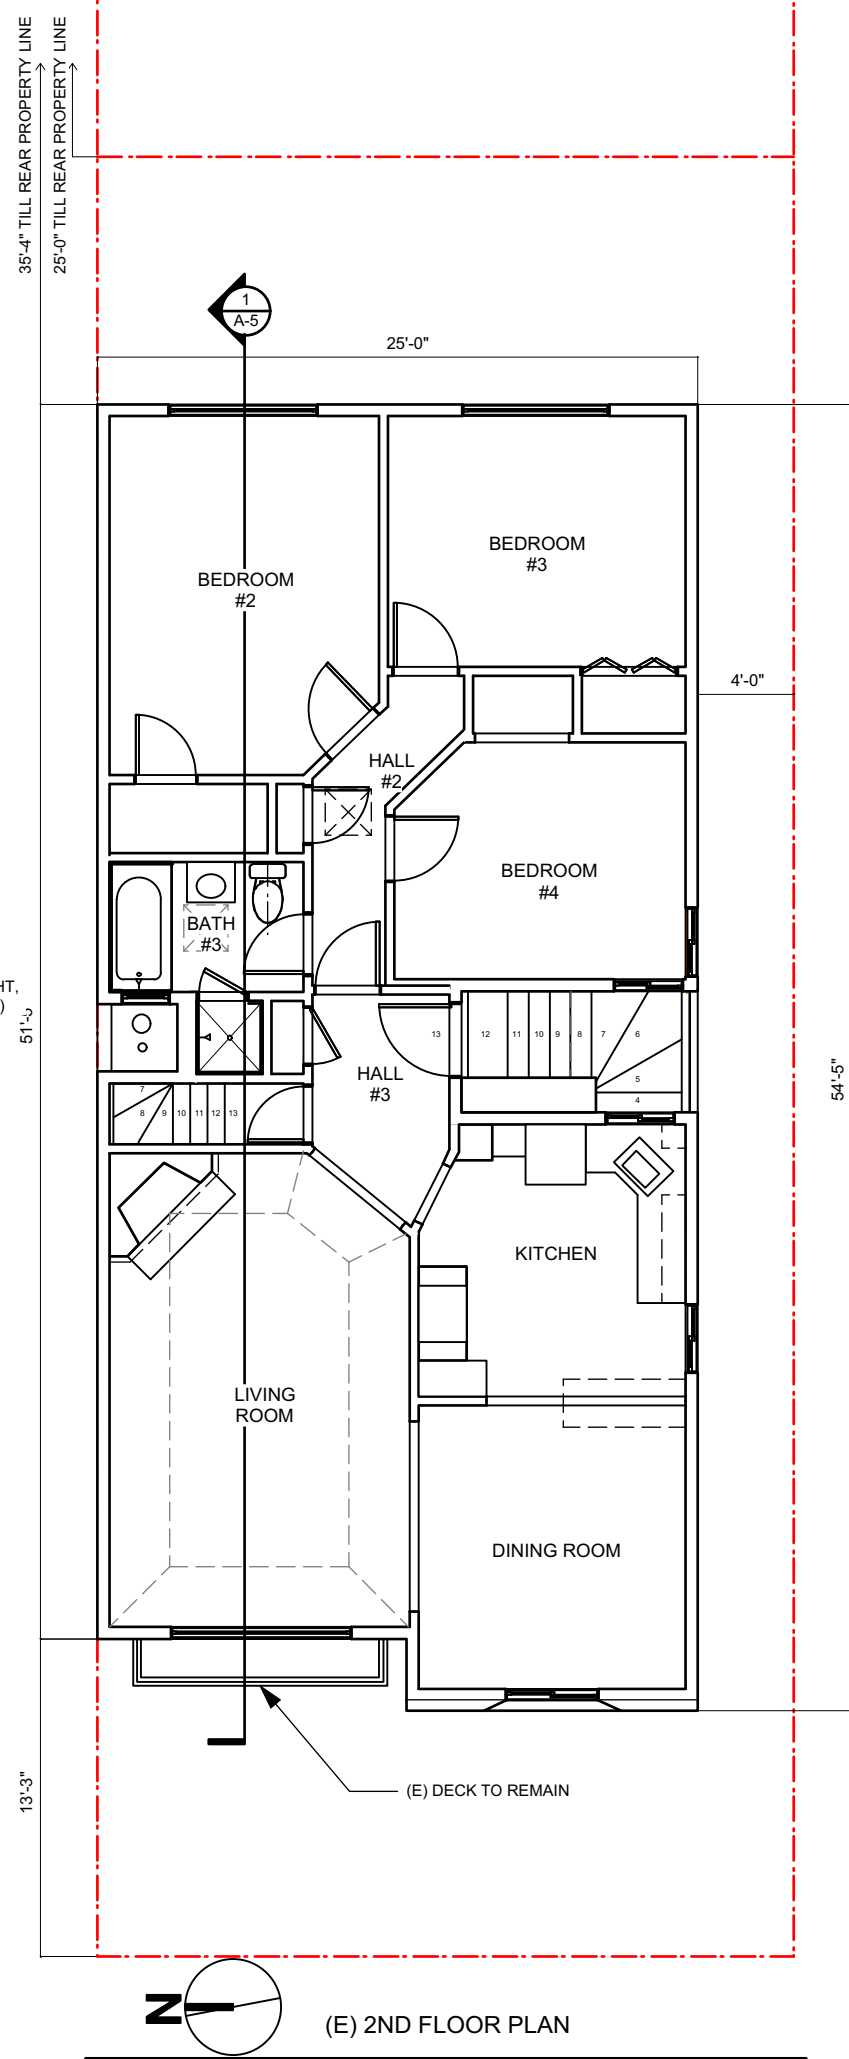 35'-4" TILL REAR PROPERTY LINE
25'-0" TILL REAR PROPERTY LINE
1
A-5
25'-0"
BEDROOM
#2
BEDROOM
#3
4'-0"
HALL
#2
BEDROOM
#4
BATH
#3
HT,
)
13
12
11
10
9
8
7
6
5
4
54'-5"
HALL
#3
7
8
9
10
11
12
13
KITCHEN
LIVING
ROOM
DINING ROOM
13'-3"
(E) DECK TO REMAIN
N
(E) 2ND FLOOR PLAN